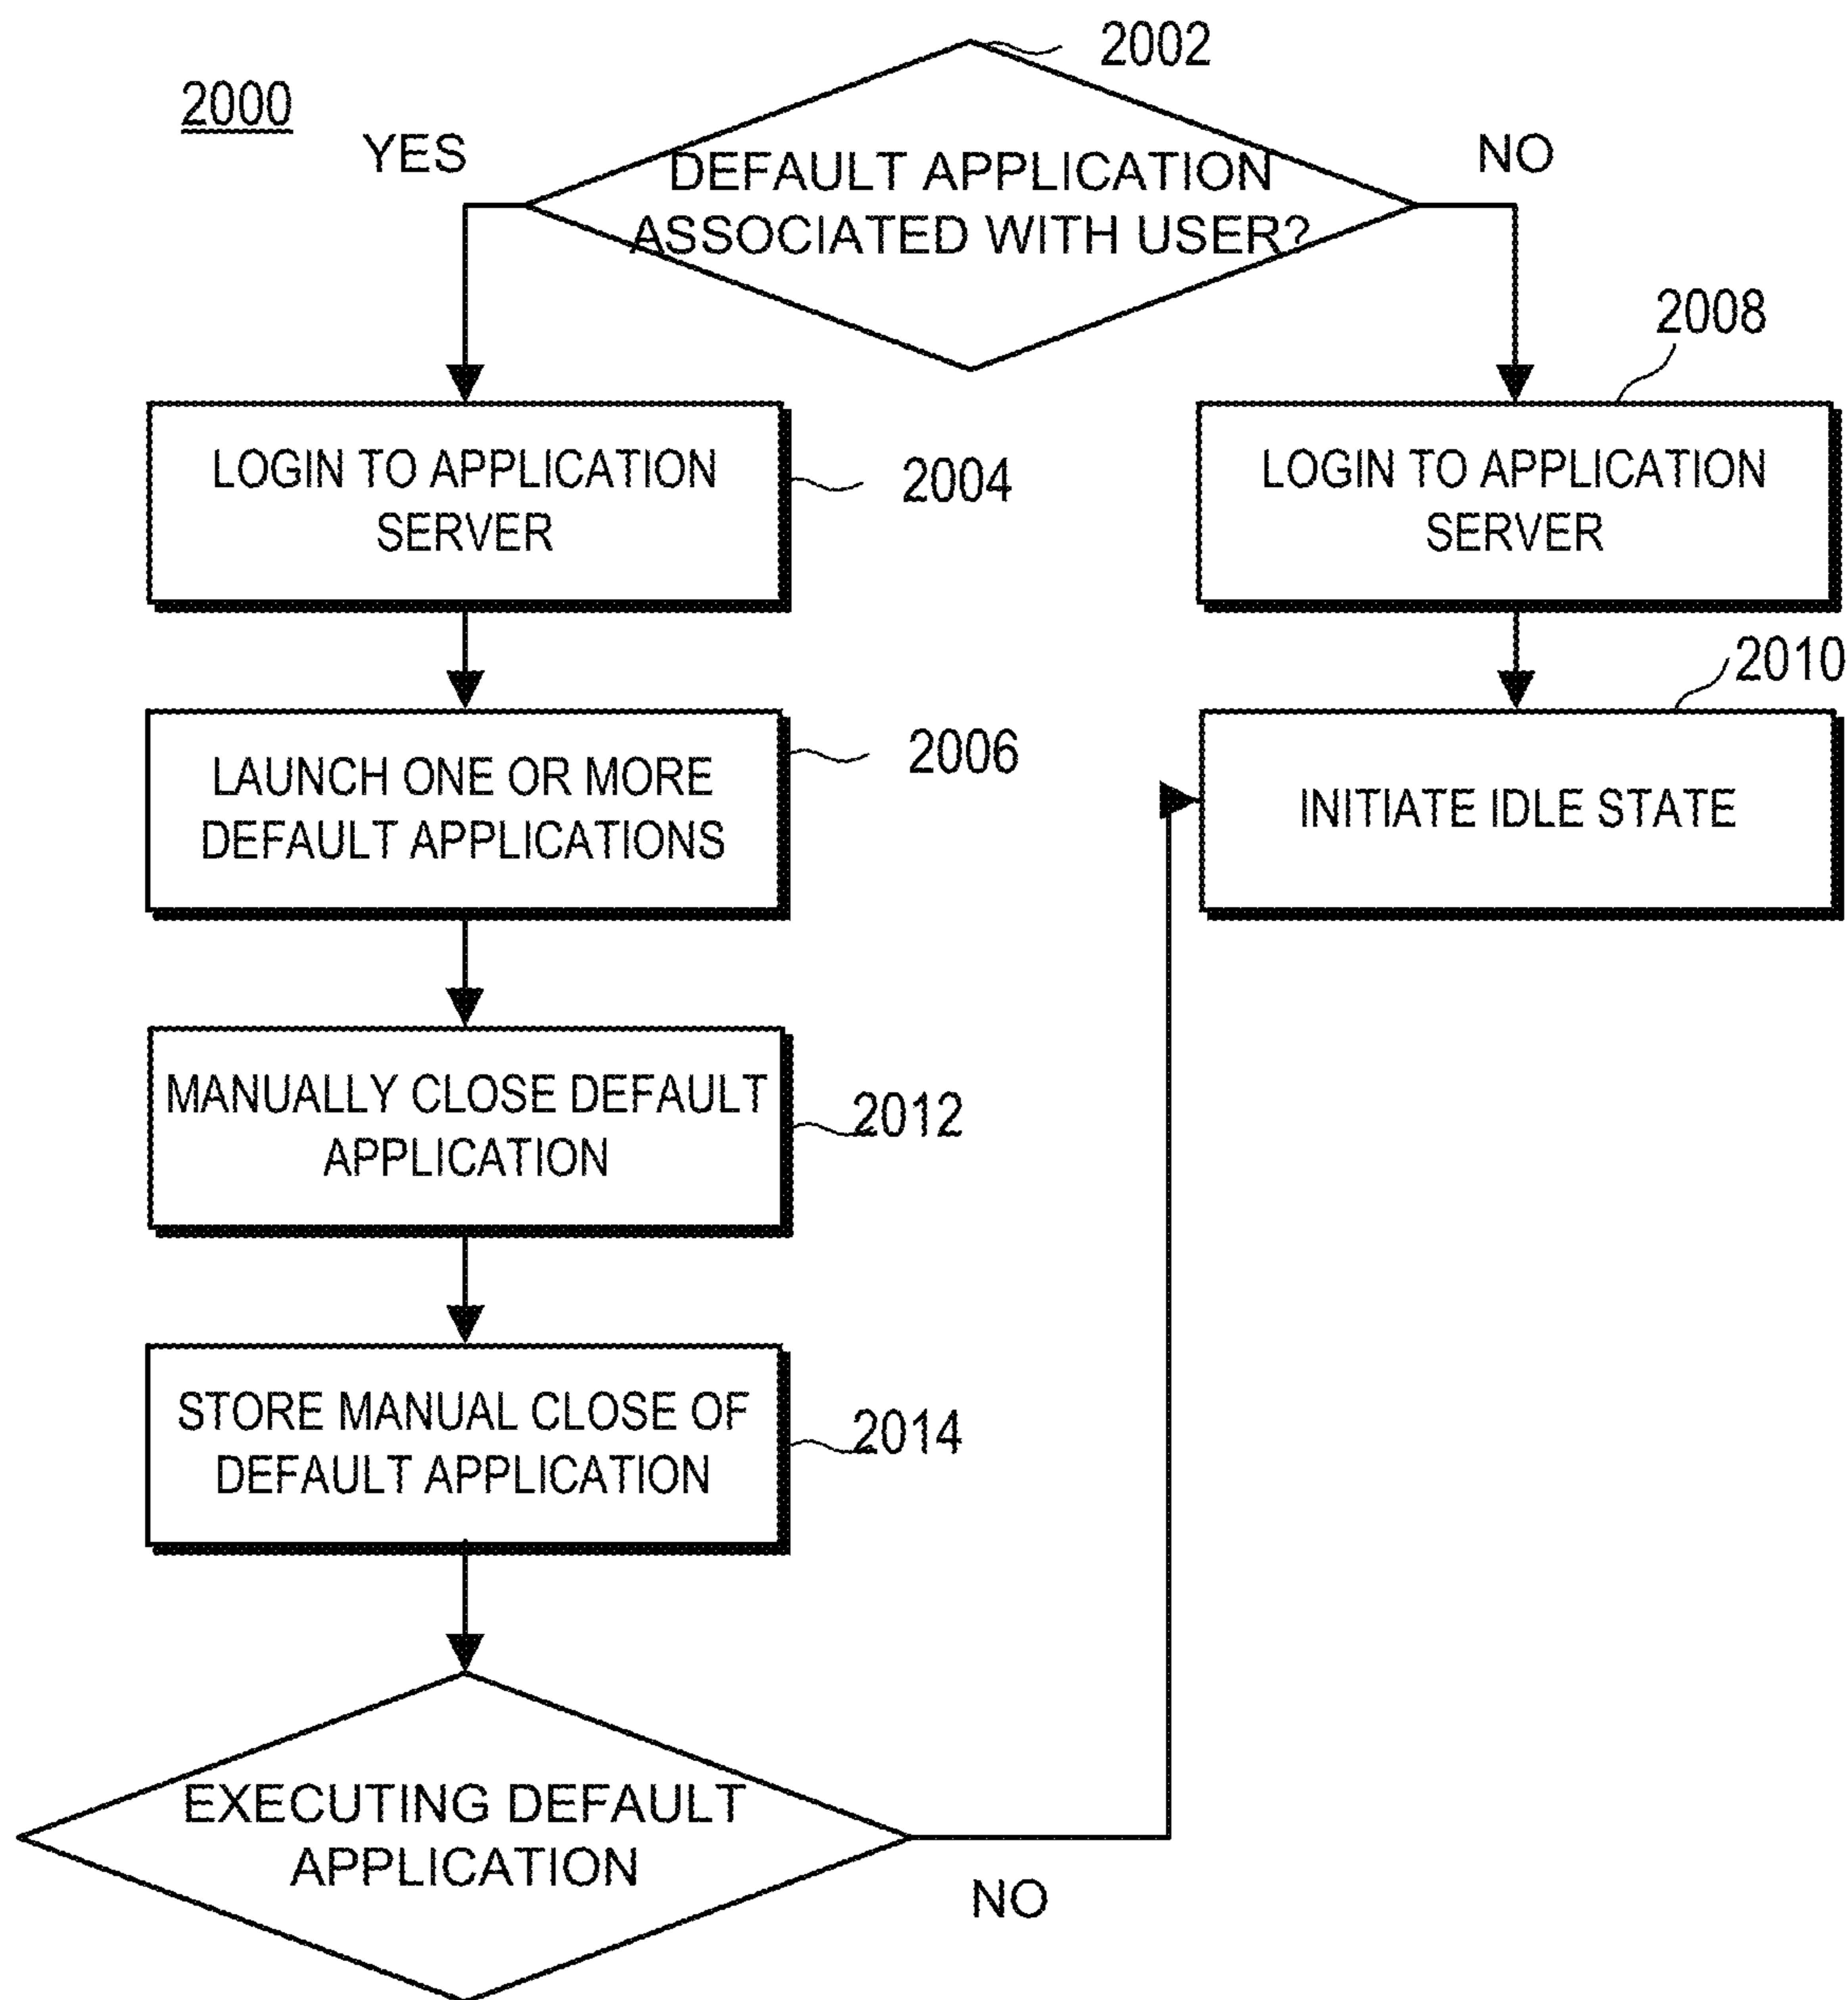 2002
2000
YES
NO
DEFAULT APPLICATION
ASSOCIATED WITH USER?
2008
LOGIN TO APPLICATION
SERVER
2004
LOGIN TO APPLICATION
SERVER
2010
LAUNCH ONE OR MORE
DEFAULT APPLICATIONS
2006
INITIATE IDLE STATE
MANUALLY CLOSE DEFAULT
APPLICATION
2012
STORE MANUAL CLOSE OF
DEFAULT APPLICATION
2014
EXECUTING DEFAULT
APPLICATION
NO